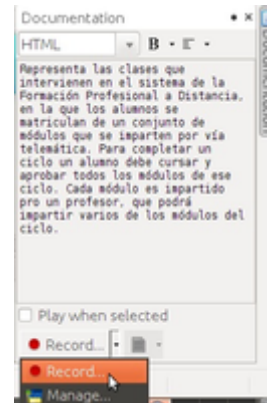 Documentation
HTML
B
Representa las clases que
intervienen en el sistema de la
Formación Profesional a Distancia,
en la que los alumnos se
matriculan de un conjunto de
módulos que se imparten por vía
telemática. Para completar un
ciclo un alumno debe cursar y
aprobar todos los módulos de ese
ciclo. Cada módulo es impartido
pro un profesor, que podrá
impartir varios de los módulos del
ciclo.
Play when selected
Record...
Record...
Manage...